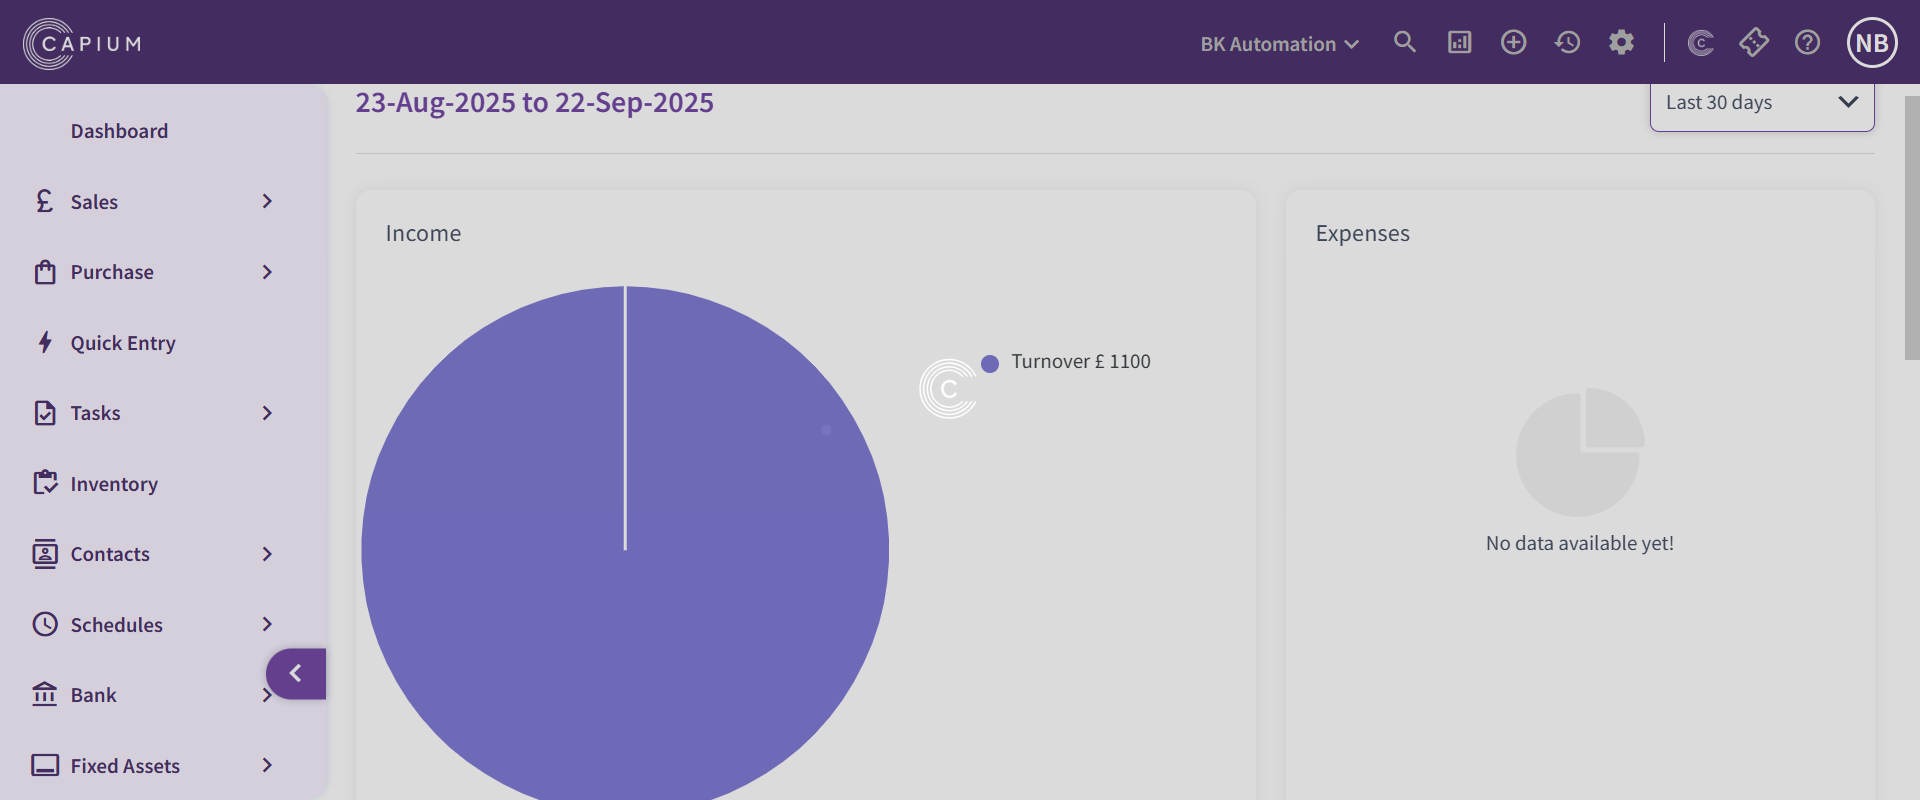 CAPIUM
BK Automation
NB
23-Aug-2025 to 22-Sep-2025
Last 30 days
Dashboard
Sales
Purchase
Quick Entry
Tasks
Inventory
Contacts
Schedules
Bank
Fixed Assets
Income
Turnover £ 1100
C
Expenses
No data available yet!